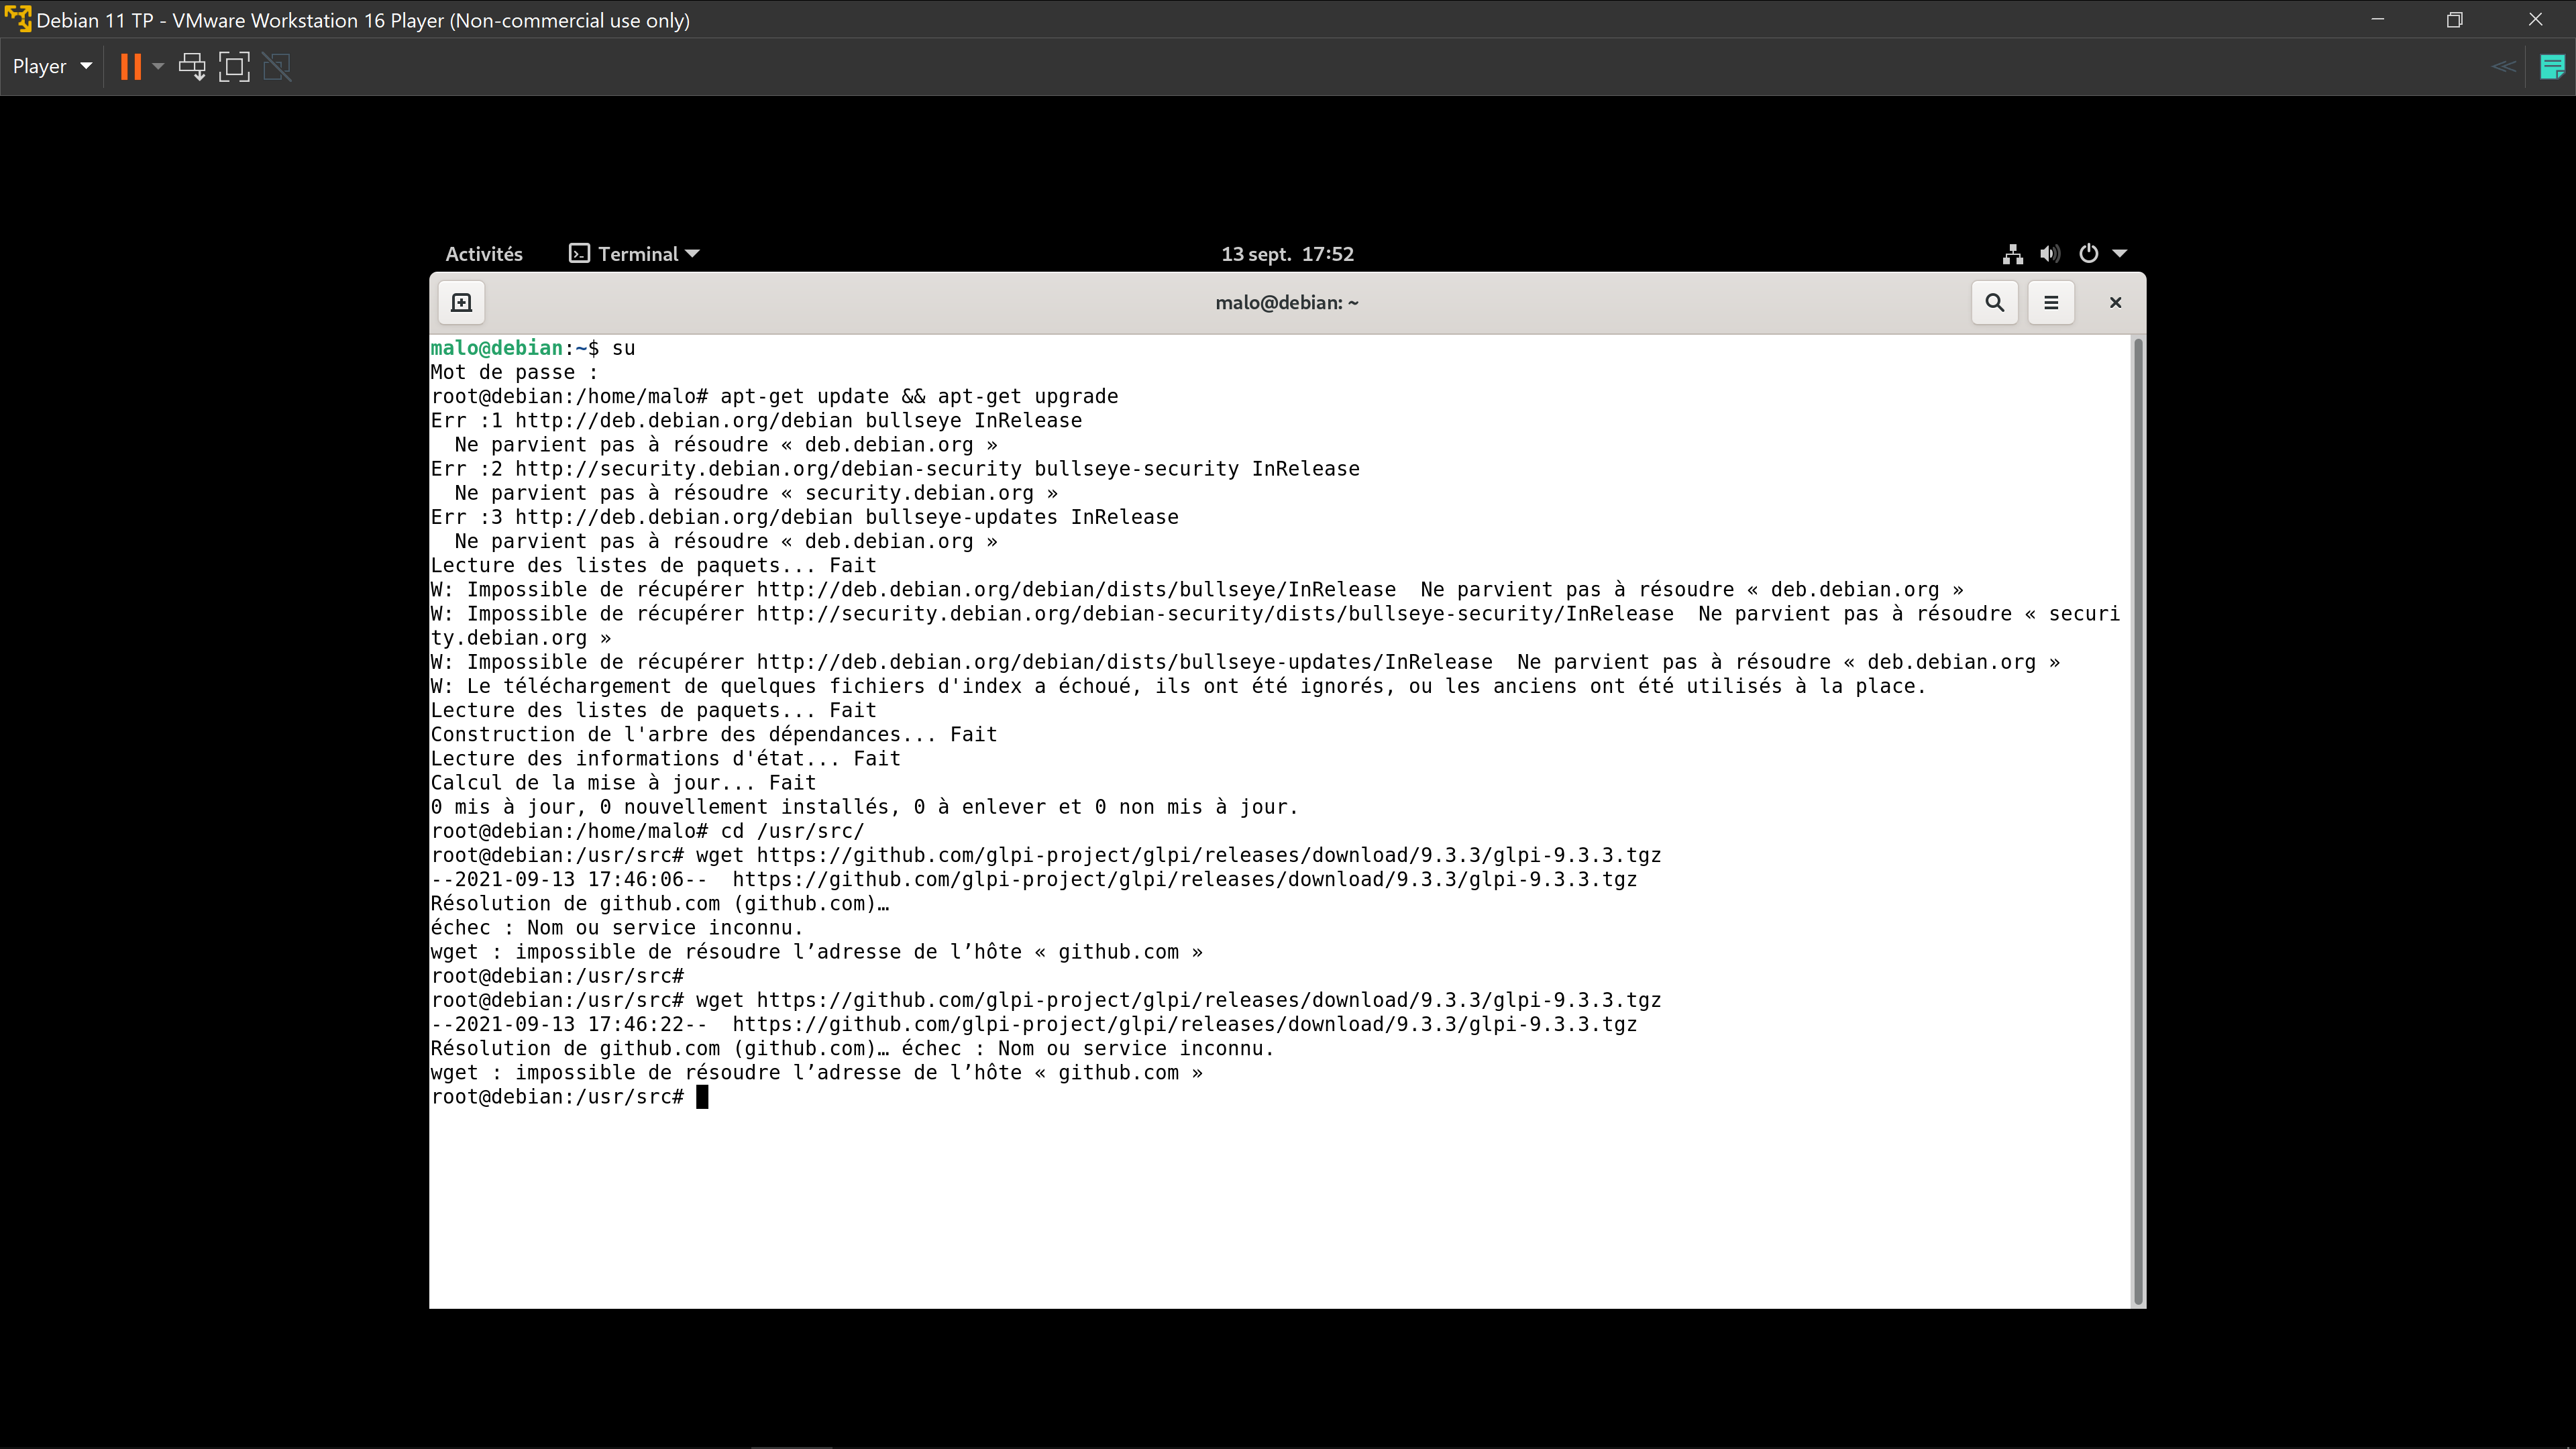 Debian 11 TP - VMware Workstation 16 Player (Non-commercial use only)
Player
Activités Terminal 13 sept. 17:52
malo@debian: ~
malo@debian:~$ su
Mot de passe :
root@debian:/home/malo# apt-get update && apt-get upgrade
Err :1 http://deb.debian.org/debian bullseye InRelease
  Ne parvient pas à résoudre « deb.debian.org »
Err :2 http://security.debian.org/debian-security bullseye-security InRelease
  Ne parvient pas à résoudre « security.debian.org »
Err :3 http://deb.debian.org/debian bullseye-updates InRelease
  Ne parvient pas à résoudre « deb.debian.org »
Lecture des listes de paquets... Fait
W: Impossible de récupérer http://deb.debian.org/debian/dists/bullseye/InRelease  Ne parvient pas à résoudre « deb.debian.org »
W: Impossible de récupérer http://security.debian.org/debian-security/dists/bullseye-security/InRelease  Ne parvient pas à résoudre « securi
ty.debian.org »
W: Impossible de récupérer http://deb.debian.org/debian/dists/bullseye-updates/InRelease  Ne parvient pas à résoudre « deb.debian.org »
W: Le téléchargement de quelques fichiers d'index a échoué, ils ont été ignorés, ou les anciens ont été utilisés à la place.
Lecture des listes de paquets... Fait
Construction de l'arbre des dépendances... Fait
Lecture des informations d'état... Fait
Calcul de la mise à jour... Fait
0 mis à jour, 0 nouvellement installés, 0 à enlever et 0 non mis à jour.
root@debian:/home/malo# cd /usr/src/
root@debian:/usr/src# wget https://github.com/glpi-project/glpi/releases/download/9.3.3/glpi-9.3.3.tgz
--2021-09-13 17:46:06--  https://github.com/glpi-project/glpi/releases/download/9.3.3/glpi-9.3.3.tgz
Résolution de github.com (github.com)…
échec : Nom ou service inconnu.
wget : impossible de résoudre l’adresse de l’hôte « github.com »
root@debian:/usr/src#
root@debian:/usr/src# wget https://github.com/glpi-project/glpi/releases/download/9.3.3/glpi-9.3.3.tgz
--2021-09-13 17:46:22--  https://github.com/glpi-project/glpi/releases/download/9.3.3/glpi-9.3.3.tgz
Résolution de github.com (github.com)… échec : Nom ou service inconnu.
wget : impossible de résoudre l’adresse de l’hôte « github.com »
root@debian:/usr/src#